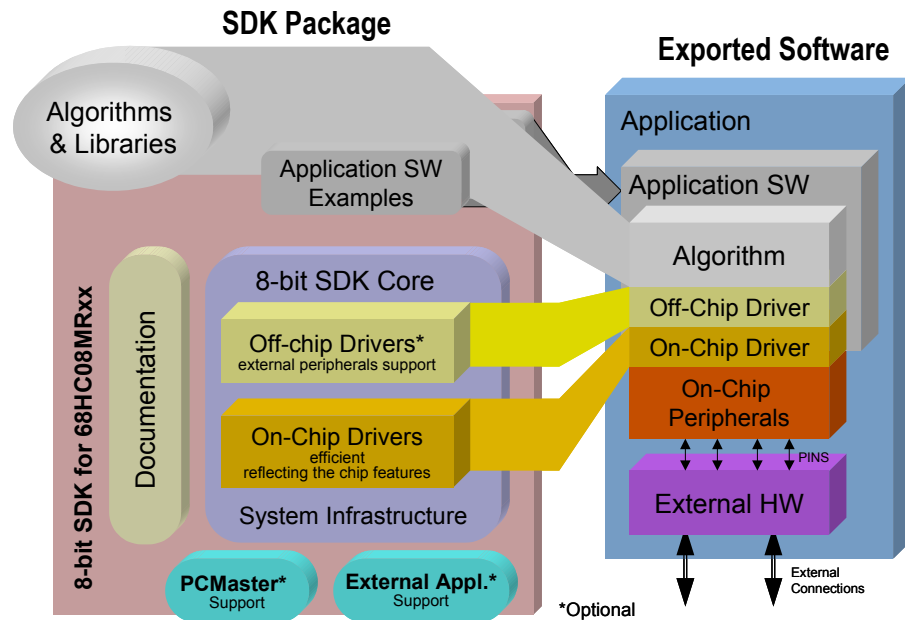 SDK Package
Exported Software
Algorithms
& Libraries
Application SW
Examples
8-bit SDK for 68HC08MRxx
Documentation
8-bit SDK Core
Off-chip Drivers*
external peripherals support
On-Chip Drivers
efficient
reflecting the chip features
System Infrastructure
PCMaster*
Support
External Appl.*
Support
Application
Application SW
Algorithm
Off-Chip Driver
On-Chip Driver
On-Chip
Peripherals
PINS
External HW
External
Connections
*Optional